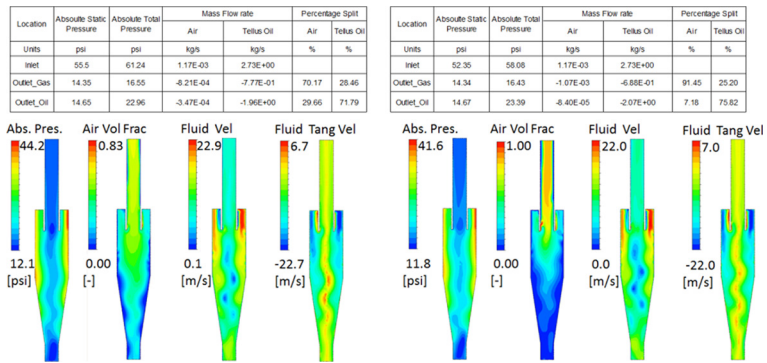 Location Absoulte Static Pressure Absolute Total Pressure Mass Flow rate Percentage Split
Air Tellus Oil Air Tellus Oil
Units psi psi kg/s kg/s % %
Inlet 55.5 61.24 1.17E-03 2.73E+00
Outlet_Gas 14.35 16.55 -8.21E-04 -7.77E-01 70.17 28.46
Outlet_Oil 14.65 22.96 -3.47E-04 -1.96E+00 29.66 71.79
Abs. Pres. Air Vol Frac Fluid Vel Fluid Tang Vel
44.2 0.83 22.9 6.7
12.1 0.00 0.1 -22.7
[psi] [-] [m/s] [m/s]
Location Absoulte Static Pressure Absolute Total Pressure Mass Flow rate Percentage Split
Air Tellus Oil Air Tellus Oil
Units psi psi kg/s kg/s % %
Inlet 52.35 58.08 1.17E-03 2.73E+00
Outlet_Gas 14.34 16.43 -1.07E-03 -6.88E-01 91.45 25.20
Outlet_Oil 14.67 23.39 -8.40E-05 -2.07E+00 7.18 75.82
Abs. Pres. Air Vol Frac Fluid Vel Fluid Tang Vel
41.6 1.00 22.0 7.0
11.8 0.00 0.0 -22.0
[psi] [-] [m/s] [m/s]